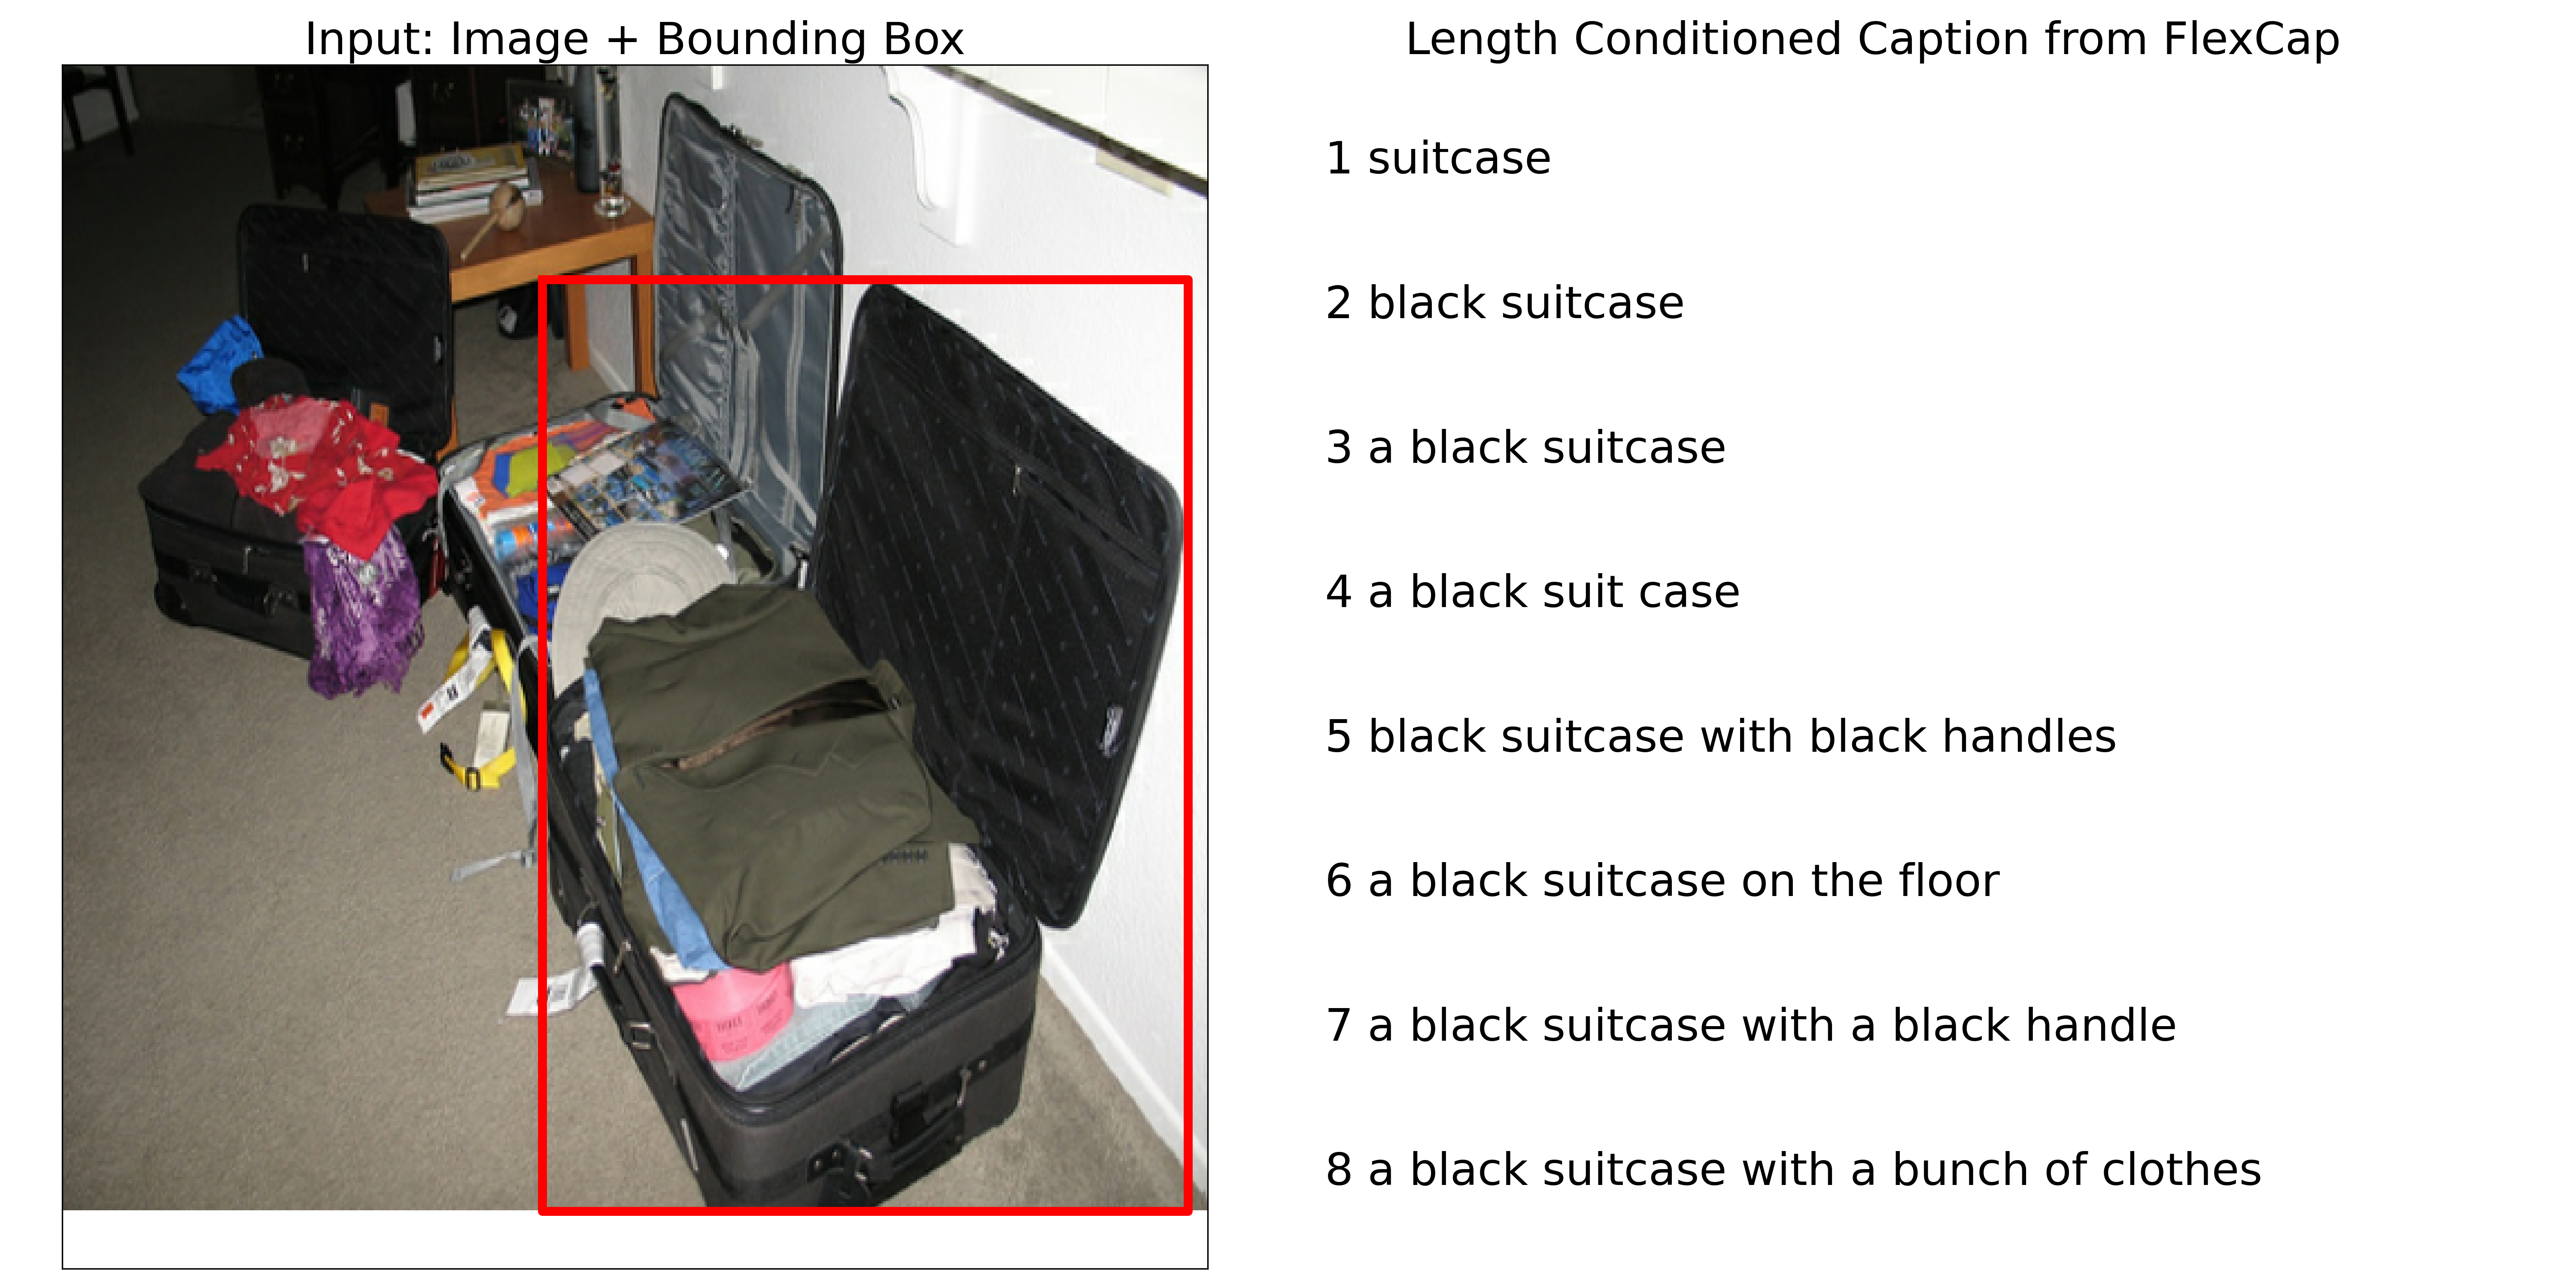 Input: Image + Bounding Box
Length Conditioned Caption from FlexCap
1 suitcase
2 black suitcase
3 a black suitcase
4 a black suit case
5 black suitcase with black handles
6 a black suitcase on the floor
7 a black suitcase with a black handle
8 a black suitcase with a bunch of clothes